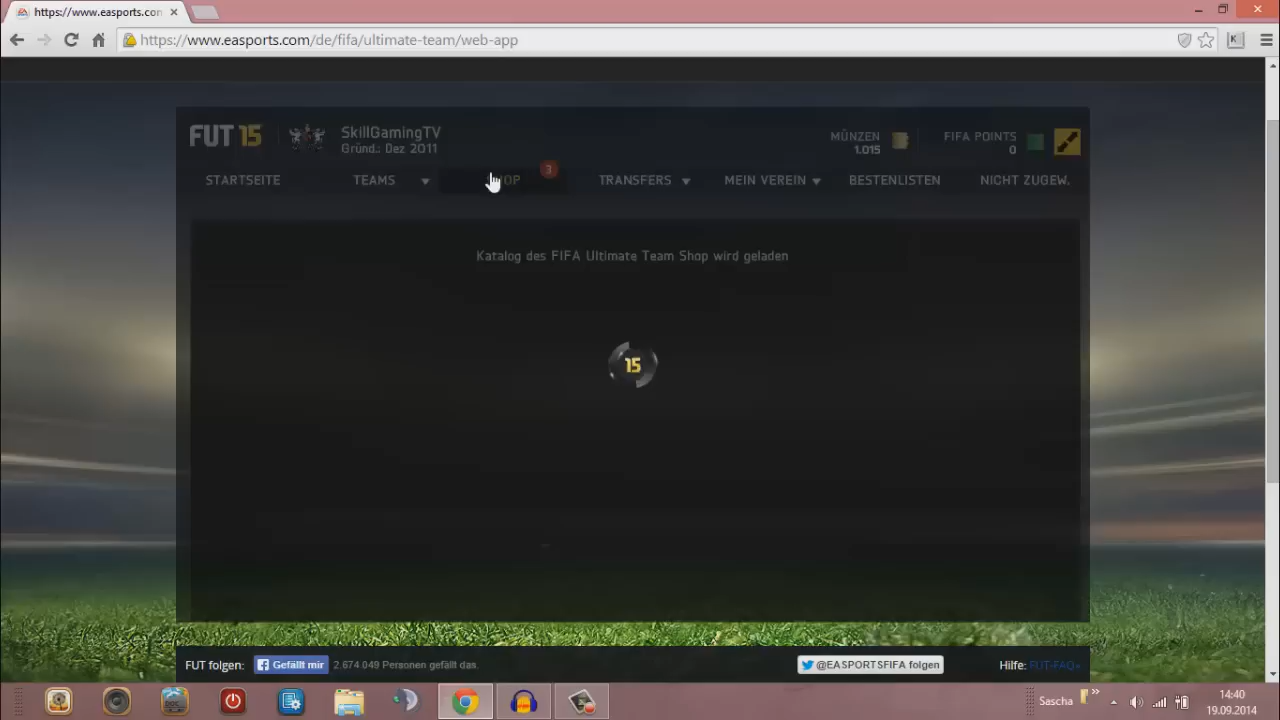 https://www.easports.con
https://www.easports.com/de/fifa/ultimate-team/web-app
FUT 15
SkillGamingTV
Gründ.: Dez 2011
MÜNZEN
1.015
FIFA POINTS
0
STARTSEITE
TEAMS
SHOP
3
TRANSFERS
MEIN VEREIN
BESTENLISTEN
NICHT ZUGEW.
Katalog des FIFA Ultimate Team Shop wird geladen
15
FUT folgen:
Gefällt mir
2.674.049 Personen gefällt das.
@EASPORTSFIFA folgen
Hilfe: FUT-FAQ»
Sascha
14:40
19.09.2014